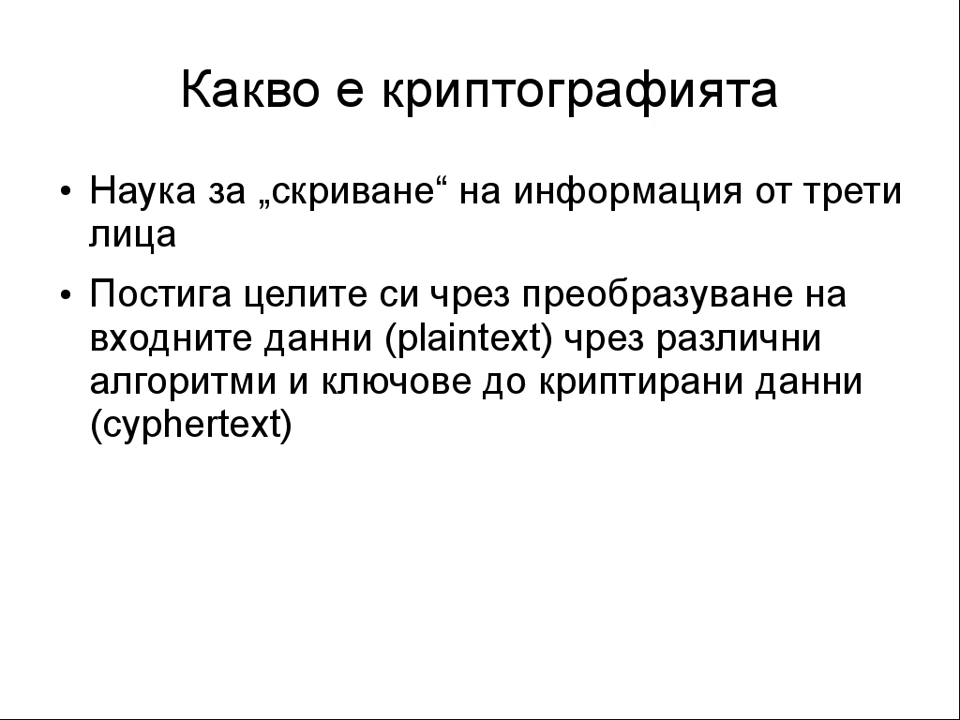 Какво е криптографията
• Наука за „скриване“ на информация от трети
лица
• Постига целите си чрез преобразуване на
входните данни (plaintext) чрез различни
алгоритми и ключове до криптирани данни
(cyphertext)